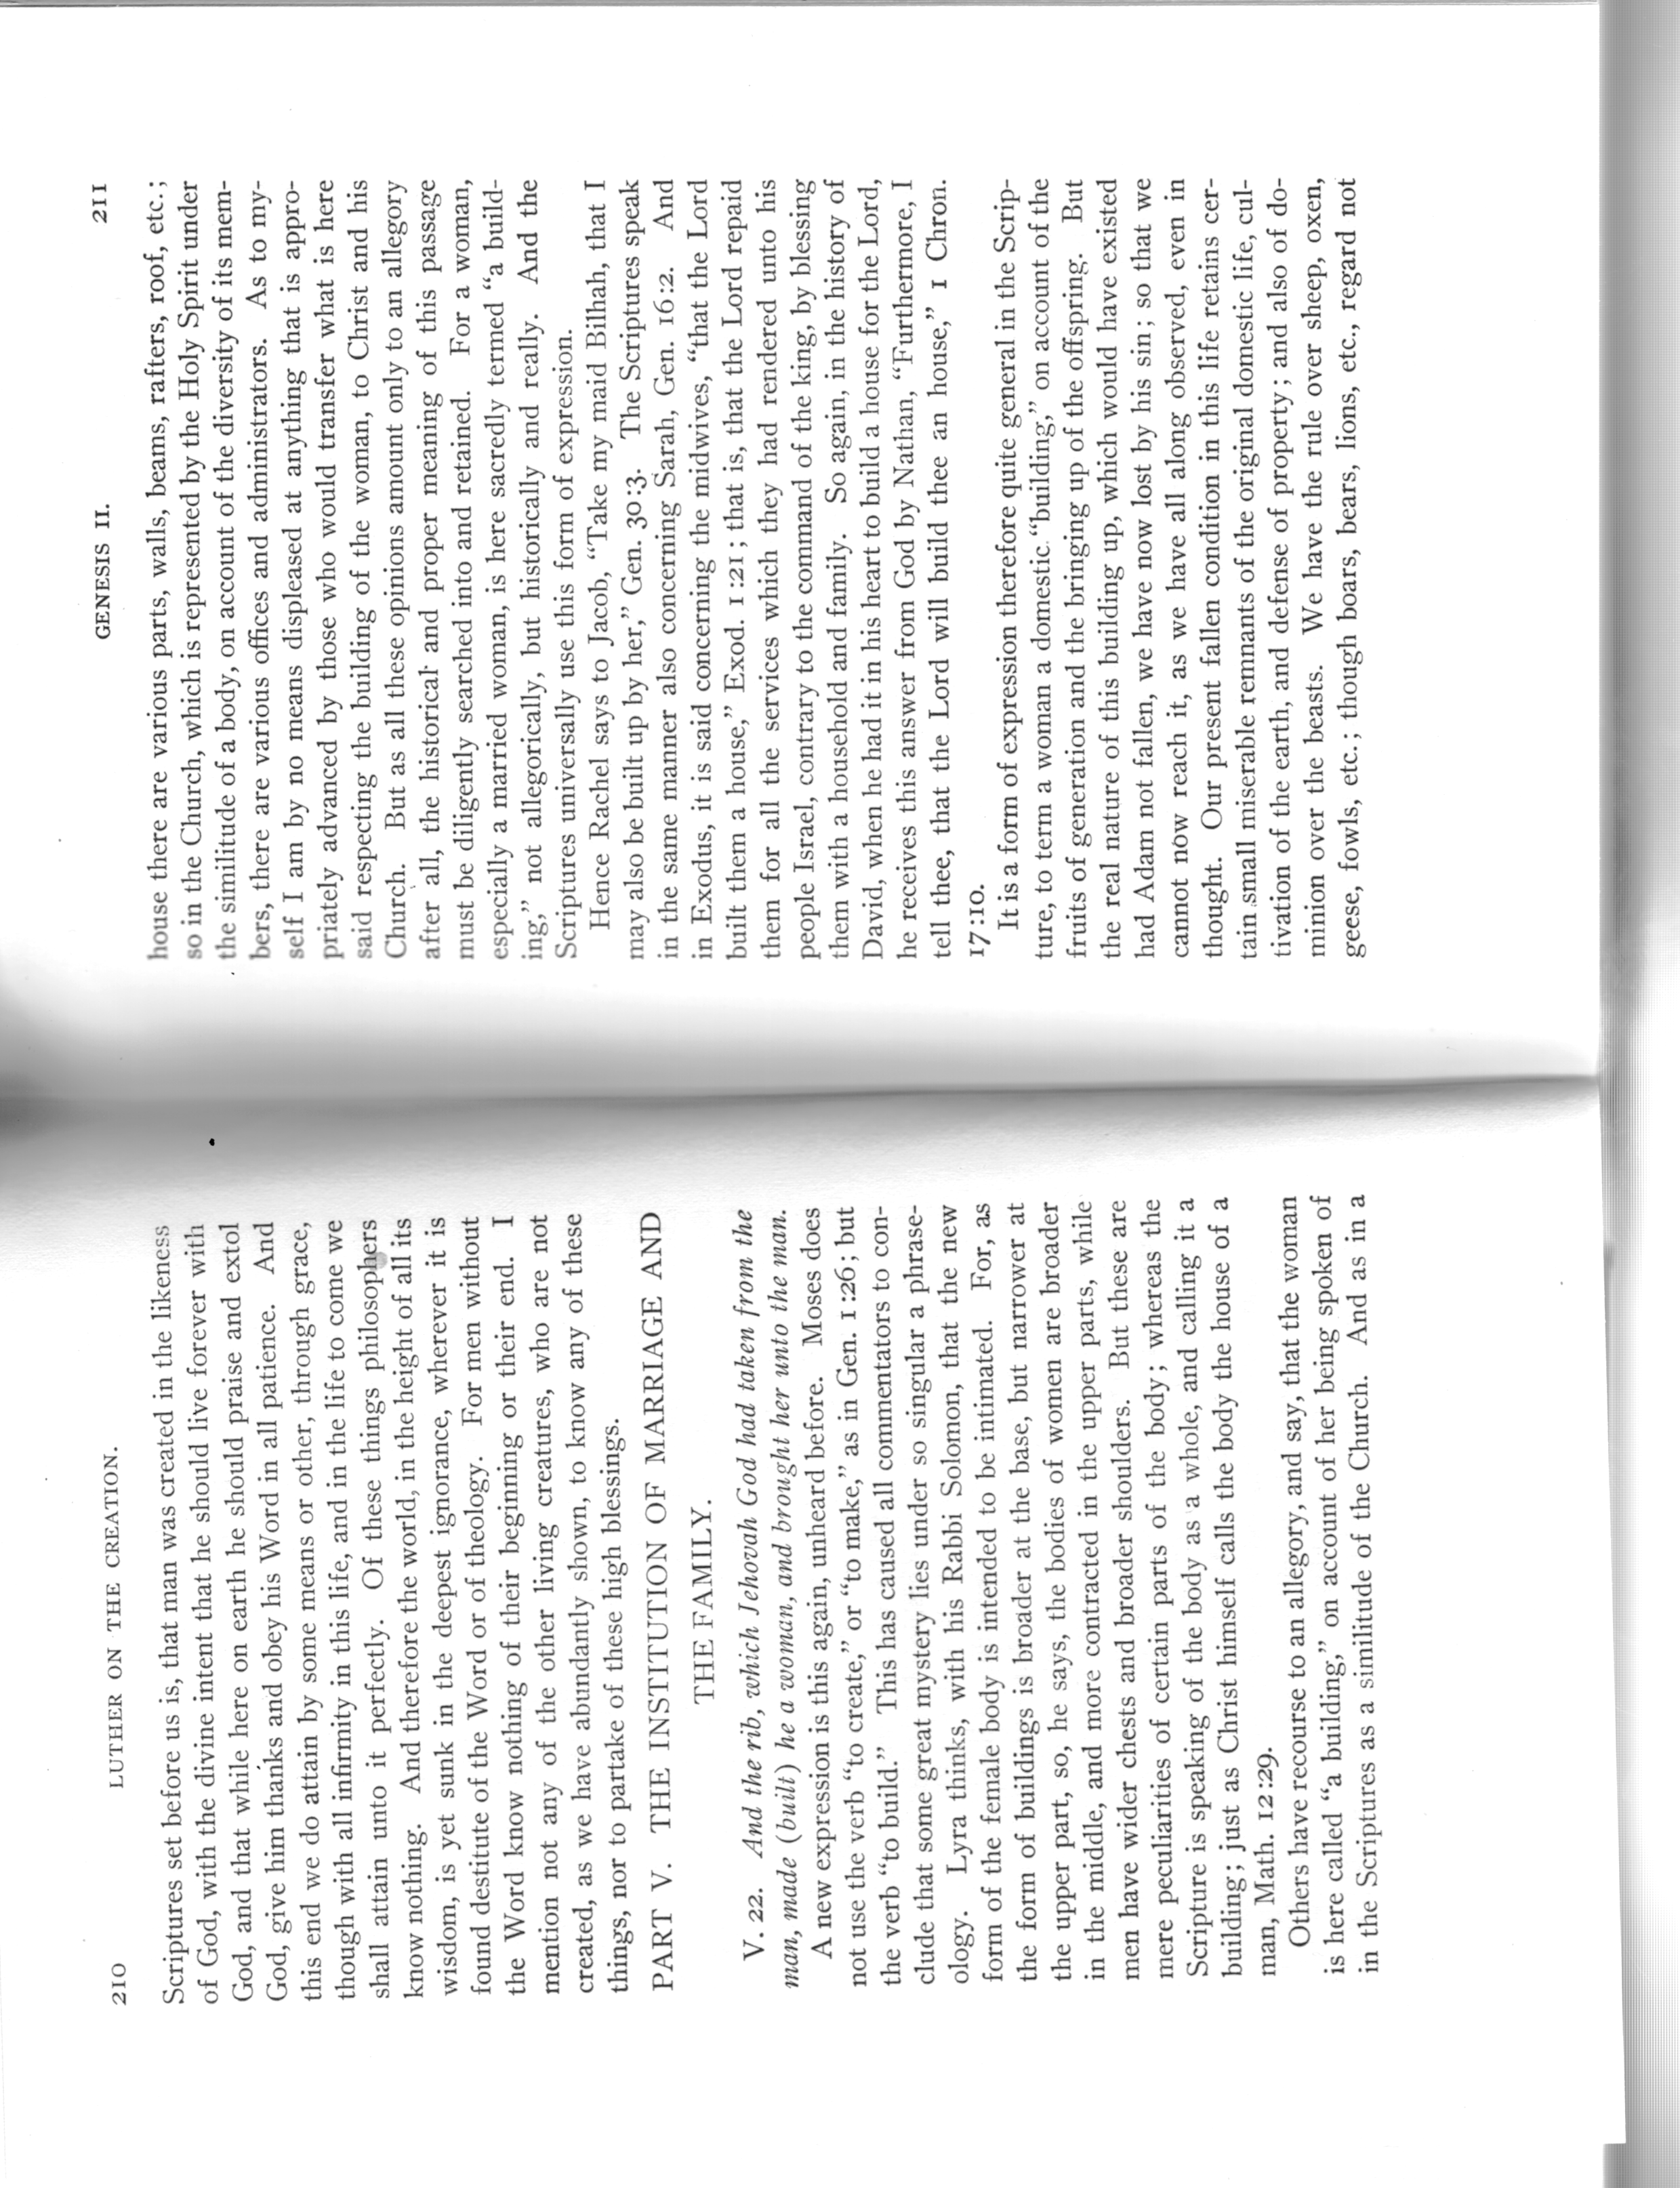 210 LUTHER ON THE CREATION.
Scriptures set before us is, that man was created in the likeness
of God, with the divine intent that he should live forever with
God, and that while here on earth he should praise and extol
God, give him thanks and obey his Word in all patience. And
this end we do attain by some means or other, through grace,
though with all infirmity in this life, and in the life to come we
shall attain unto it perfectly. Of these things philosophers
know nothing. And therefore the world, in the height of all its
wisdom, is yet sunk in the deepest ignorance, wherever it is
found destitute of the Word or of theology. For men without
the Word know nothing of their beginning or their end. I
mention not any of the other living creatures, who are not
created, as we have abundantly shown, to know any of these
things, nor to partake of these high blessings.
PART V. THE INSTITUTION OF MARRIAGE AND
THE FAMILY.
V. 22. And the rib, which Jehovah God had taken from the
man, made (built) he a woman, and brought her unto the man.
A new expression is this again, unheard before. Moses does
not use the verb “to create,” or “to make,” as in Gen. 1:26; but
the verb “to build.” This has caused all commentators to con-
clude that some great mystery lies under so singular a phrase-
ology. Lyra thinks, with his Rabbi Solomon, that the new
form of the female body is intended to be intimated. For, as
the form of buildings is broader at the base, but narrower at
the upper part, so, he says, the bodies of women are broader
in the middle, and more contracted in the upper parts, while
men have wider chests and broader shoulders. But these are
mere peculiarities of certain parts of the body; whereas the
Scripture is speaking of the body as a whole, and calling it a
building; just as Christ himself calls the body the house of a
man, Math. 12:29.
Others have recourse to an allegory, and say, that the woman
is here called “a building,” on account of her being spoken of
in the Scriptures as a similitude of the Church. And as in a
GENESIS II. 211
house there are various parts, walls, beams, rafters, roof, etc.;
so in the Church, which is represented by the Holy Spirit under
the similitude of a body, on account of the diversity of its mem-
bers, there are various offices and administrators. As to my-
self I am by no means displeased at anything that is appro-
priately advanced by those who would transfer what is here
said respecting the building of the woman, to Christ and his
Church. But as all these opinions amount only to an allegory
after all, the historical and proper meaning of this passage
must be diligently searched into and retained. For a woman,
especially a married woman, is here sacredly termed “a build-
ing,” not allegorically, but historically and really. And the
Scriptures universally use this form of expression.
Hence Rachel says to Jacob, “Take my maid Bilhah, that I
may also be built up by her,” Gen. 30:3. The Scriptures speak
in the same manner also concerning Sarah, Gen. 16:2. And
in Exodus, it is said concerning the midwives, “that the Lord
built them a house,” Exod. 1:21; that is, that the Lord repaid
them for all the services which they had rendered unto his
people Israel, contrary to the command of the king, by blessing
them with a household and family. So again, in the history of
David, when he had it in his heart to build a house for the Lord,
he receives this answer from God by Nathan, “Furthermore, I
tell thee, that the Lord will build thee an house,” 1 Chron.
17:10.
It is a form of expression therefore quite general in the Scrip-
ture, to term a woman a domestic “building,” on account of the
fruits of generation and the bringing up of the offspring. But
the real nature of this building up, which would have existed
had Adam not fallen, we have now lost by his sin; so that we
cannot now reach it, as we have all along observed, even in
thought. Our present fallen condition in this life retains cer-
tain small miserable remnants of the original domestic life, cul-
tivation of the earth, and defense of property; and also of do-
minion over the beasts. We have the rule over sheep, oxen,
geese, fowls, etc.; though boars, bears, lions, etc., regard not